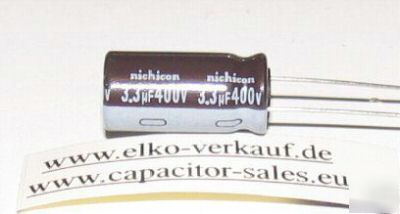 nichicon nichicon
V 3.3µF400V 3.3µF400V
www.elko-verkauf.de
www.capacitor-sales.eu